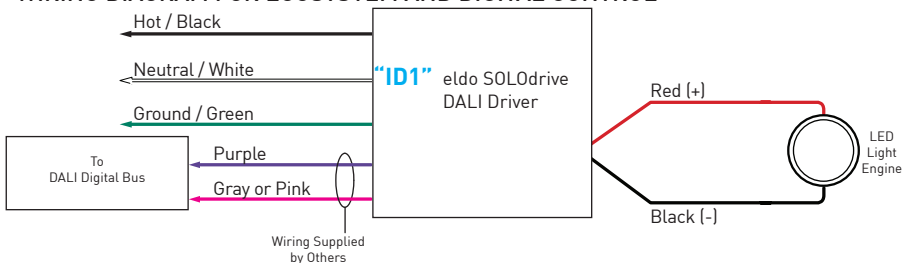 Hot / Black
Neutral / White
"ID1" eldo SOLOdrive
DALI Driver
Ground / Green
To
DALI Digital Bus
Purple
Gray or Pink
Wiring Supplied
by Others
Red (+)
LED
Light
Engine
Black (-)